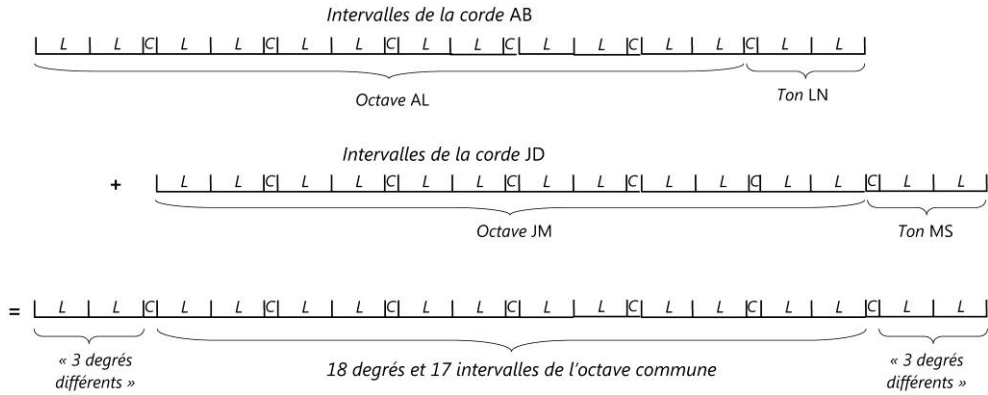 Intervalles de la corde AB
L L C L L C L L C L L C L L C L L C L L
Octave AL
Ton LN
Intervalles de la corde JD
+ L L C L L C L L C L L C L L C L L C L L
Octave JM
Ton MS
= L L C L L C L L C L L C L L C L L C L L C L L
« 3 degrés
différents »
18 degrés et 17 intervalles de l'octave commune
« 3 degrés
différents »